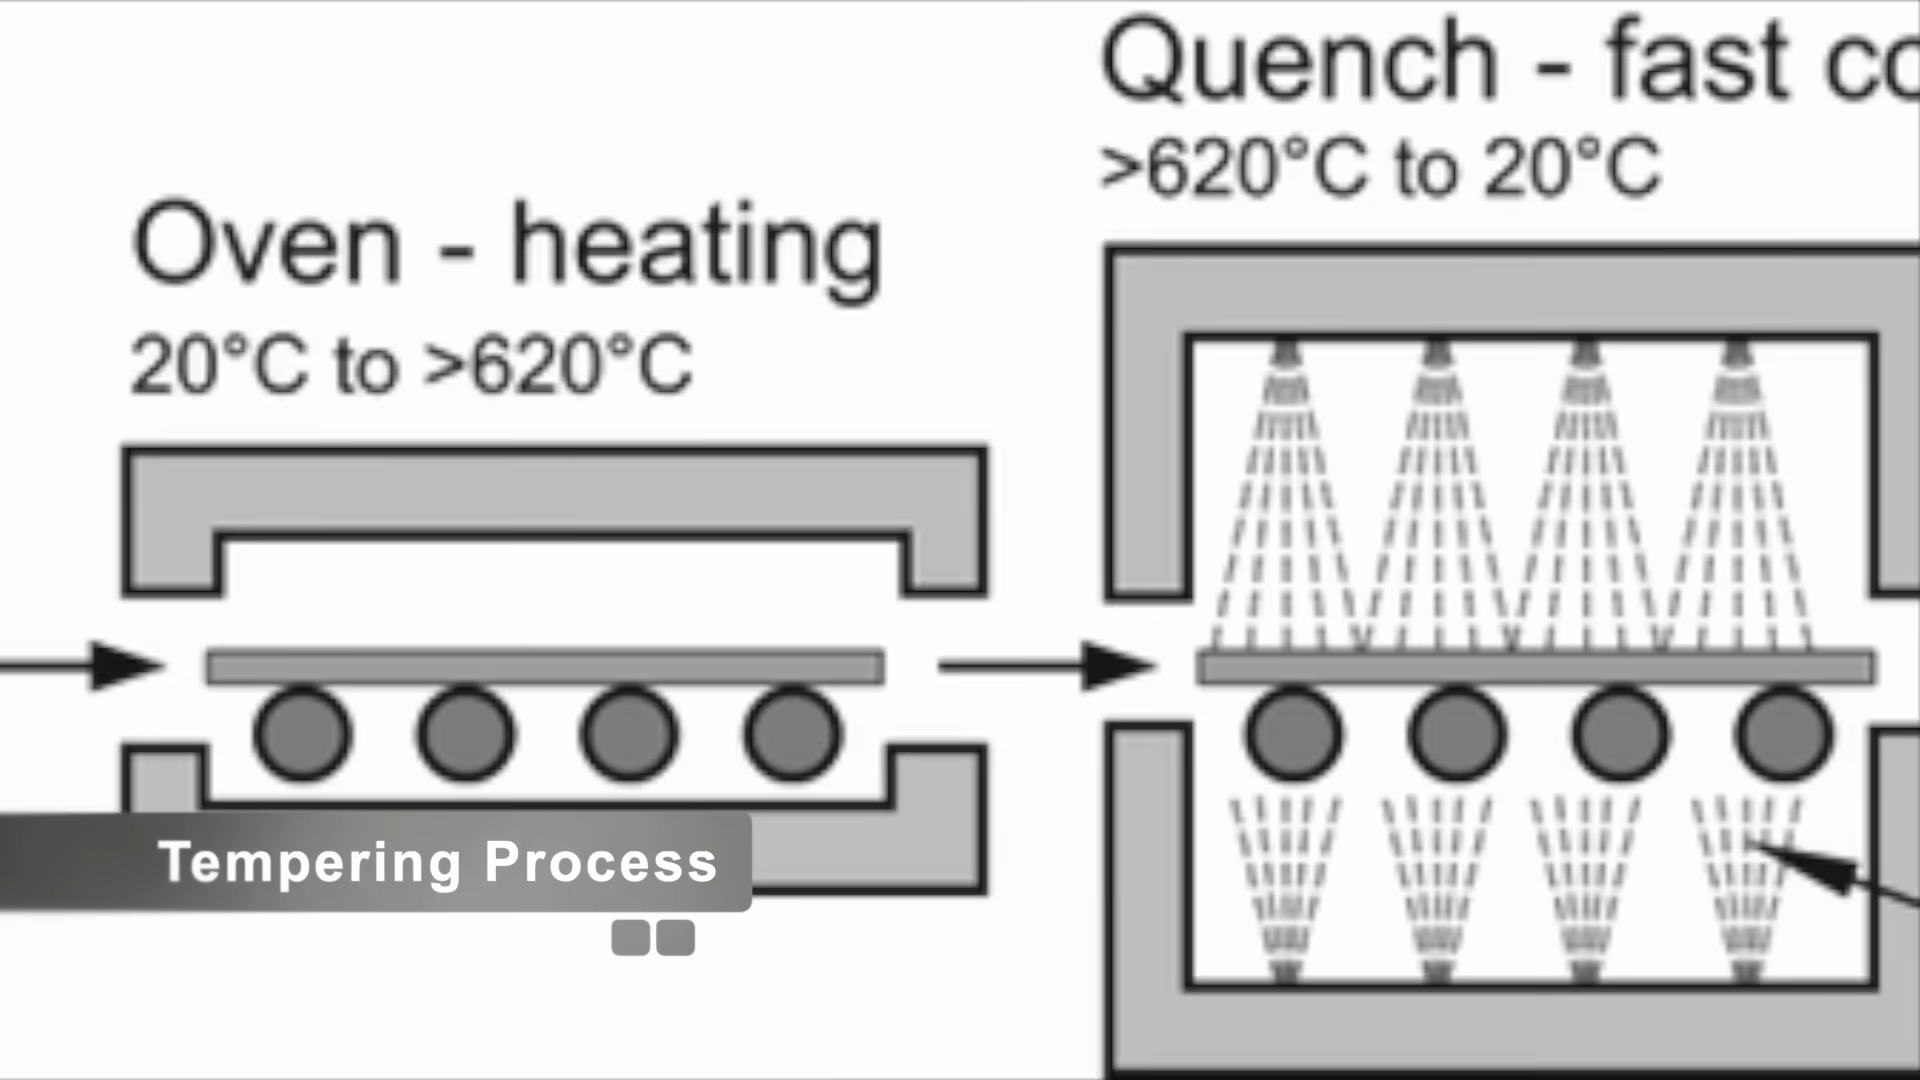 Oven - heating
20°C to >620°C
Quench - fast co
>620°C to 20°C
Tempering Process